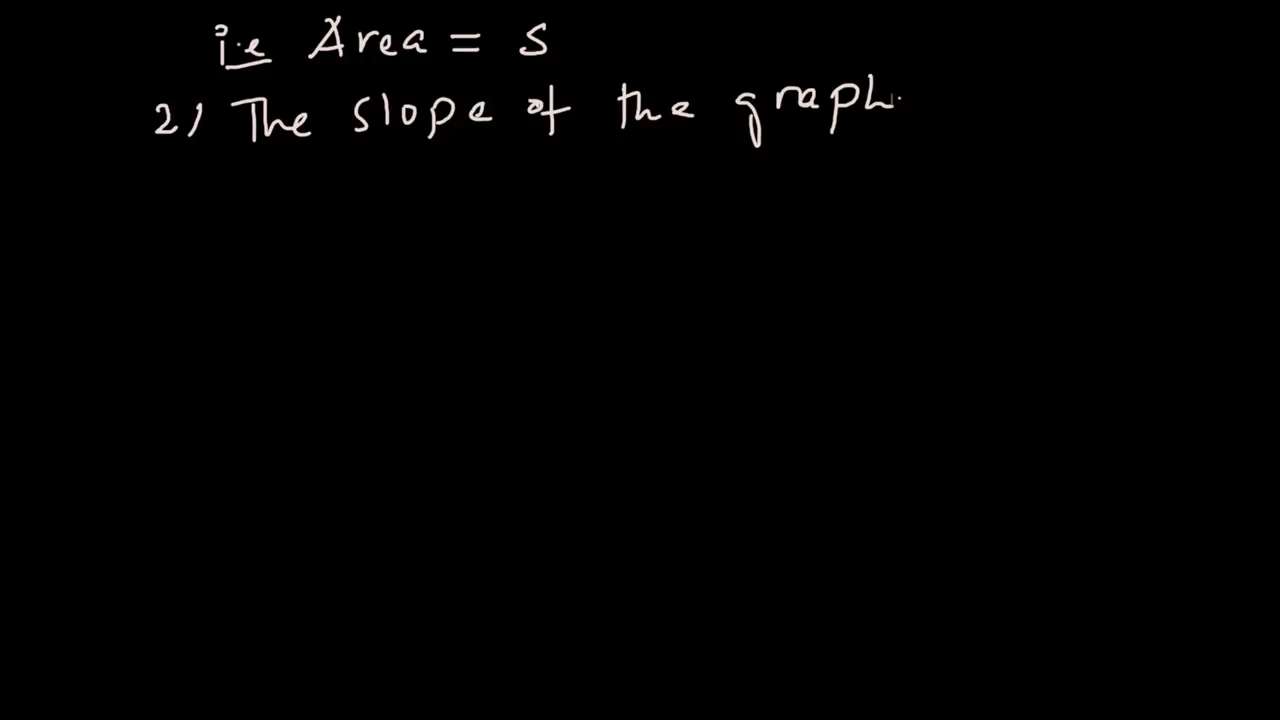 i.e Area = s
2) The slope of the graph